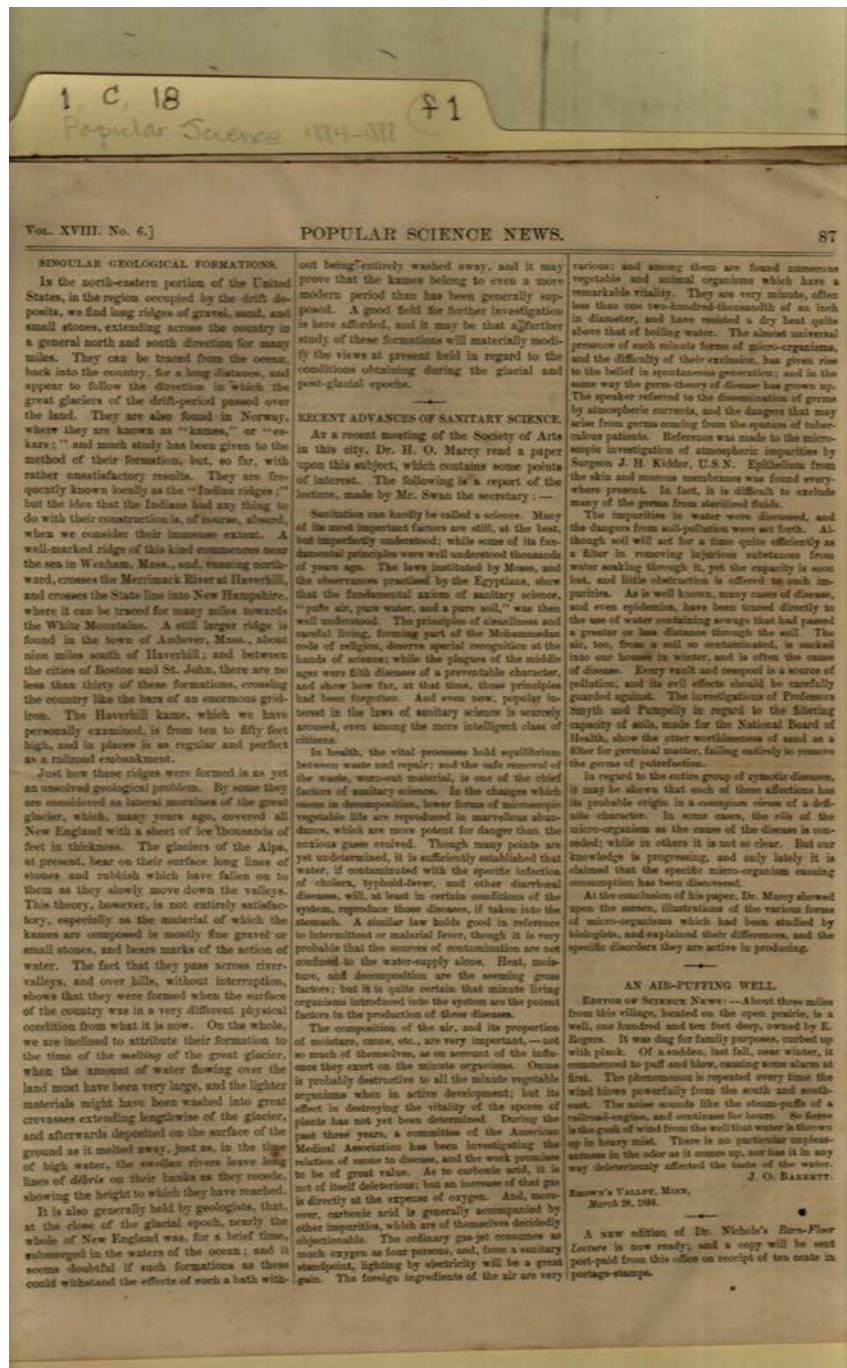 1, C, 18
f 1
Popular Science 1884-1888
VOL. XVIII. No. 6.]
POPULAR SCIENCE NEWS.
87
SINGULAR GEOLOGICAL FORMATIONS.
IN the north-eastern portion of the United
States, in the region occupied by the drift de-
posits, we find long ridges of gravel, sand, and
small stones, extending across the country in
a general north and south direction for many
miles. They can be traced from the ocean,
back into the country, for a long distance, and
appear to follow the direction in which the
great glaciers of the drift-period passed over
the land. They are also found in Norway,
where they are known as "kames," or "es-
kars;" and much study has been given to the
method of their formation, but, so far, with
rather unsatisfactory results. They are fre-
quently known locally as the "Indian ridges;"
but the idea that the Indians had any thing to
do with their construction is, of course, absurd,
when we consider their immense extent. A
well-marked ridge of this kind commences near
the sea in Wenham, Mass., and, running north-
ward, crosses the Merrimack River at Haverhill,
and crosses the State line into New Hampshire,
where it can be traced for many miles towards
the White Mountains. A still larger ridge is
found in the town of Andover, Mass., about
nine miles south of Haverhill; and between
the cities of Boston and St. John, there are no
less than thirty of these formations, crossing
the country like the bars of an enormous grid-
iron. The Haverhill kame, which we have
personally examined, is from ten to fifty feet
high, and in places is as regular and perfect
as a railroad embankment.
Just how these ridges were formed is as yet
an unsolved geological problem. By some they
are considered as lateral moraines of the great
glacier, which, many years ago, covered all
New England with a sheet of ice thousands of
feet in thickness. The glaciers of the Alps,
at present, bear on their surface long lines of
stones and rubbish which have fallen on to
them as they slowly move down the valleys.
This theory, however, is not entirely satisfac-
tory, especially as the material of which the
kames are composed is mostly fine gravel or
small stones, and bears marks of the action of
water. The fact that they pass across river-
valleys, and over hills, without interruption,
shows that they were formed when the surface
of the country was in a very different physical
condition from what it is now. On the whole,
we are inclined to attribute their formation to
the time of the melting of the great glacier,
when the amount of water flowing over the
land must have been very large, and the lighter
materials might have been washed into great
crevasses extending lengthwise of the glacier,
and afterwards deposited on the surface of the
ground as it melted away, just as, in the time
of high water, the swollen rivers leave long
lines of débris on their banks as they recede,
showing the height to which they have reached.
It is also generally held by geologists, that,
at the close of the glacial epoch, nearly the
whole of New England was, for a brief time,
submerged in the waters of the ocean; and it
seems doubtful if such formations as these
could withstand the effects of such a bath with-
out being entirely washed away, and it may
prove that the kames belong to even a more
modern period than has been generally sup-
posed. A good field for further investigation
is here afforded, and it may be that a further
study of these formations will materially modi-
fy the views at present held in regard to the
conditions obtaining during the glacial and
post-glacial epochs.
RECENT ADVANCES OF SANITARY SCIENCE.
AT a recent meeting of the Society of Arts
in this city, Dr. H. O. Marcy read a paper
upon this subject, which contains some points
of interest. The following is a report of the
lecture, made by Mr. Swan the secretary: —
Sanitation can hardly be called a science. Many
of its most important factors are still, at the best,
but imperfectly understood; while some of its fun-
damental principles were well understood thousands
of years ago. The laws instituted by Moses, and
the observances practised by the Egyptians, show
that the fundamental axiom of sanitary science,
"pure air, pure water, and a pure soil," was then
well understood. The principles of cleanliness and
careful living, forming part of the Mohammedan
code of religion, deserve special recognition at the
hands of science; while the plagues of the middle
ages were filth diseases of a preventable character,
and show how far, at that time, those principles
had been forgotten. And even now, popular in-
terest in the laws of sanitary science is scarcely
aroused, even among the more intelligent class of
citizens.
In health, the vital processes hold equilibrium
between waste and repair; and the safe removal of
the waste, worn-out material, is one of the chief
factors of sanitary science. In the changes which
ensue in decomposition, lower forms of microscopic
vegetable life are reproduced in marvellous abun-
dance, which are more potent for danger than the
noxious gases evolved. Though many points are
yet undetermined, it is sufficiently established that
water, if contaminated with the specific infection
of cholera, typhoid-fever, and other diarrhœal
diseases, will, at least in certain conditions of the
system, reproduce those diseases, if taken into the
stomach. A similar law holds good in reference
to intermittent or malarial fever, though it is very
probable that the sources of contamination are not
confined to the water-supply alone. Heat, mois-
ture, and decomposition are the seeming gross
factors; but it is quite certain that minute living
organisms introduced into the system are the potent
factors in the production of these diseases.
The composition of the air, and its proportion
of moisture, ozone, etc., are very important, — not
so much of themselves, as on account of the influ-
ence they exert on the minute organisms. Ozone
is probably destructive to all the minute vegetable
organisms when in active development; but its
effect in destroying the vitality of the spores of
plants has not yet been determined. During the
past three years, a committee of the American
Medical Association has been investigating the
relation of ozone to disease, and the work promises
to be of great value. As to carbonic acid, it is
not of itself deleterious; but an increase of that gas
is directly at the expense of oxygen. And, more-
over, carbonic acid is generally accompanied by
other impurities, which are of themselves decidedly
objectionable. The ordinary gas-jet consumes as
much oxygen as four persons, and, from a sanitary
standpoint, lighting by electricity will be a great
gain. The foreign ingredients of the air are very
various; and among them are found numerous
vegetable and animal organisms which have a
remarkable vitality. They are very minute, often
less than one two-hundred-thousandth of an inch
in diameter, and have resisted a dry heat quite
above that of boiling water. The almost universal
presence of such minute forms of micro-organisms,
and the difficulty of their exclusion, has given rise
to the belief in spontaneous generation; and in the
same way the germ-theory of disease has grown up.
The speaker referred to the dissemination of germs
by atmospheric currents, and the dangers that may
arise from germs coming from the sputum of tuber-
culous patients. Reference was made to the micro-
scopic investigation of atmospheric impurities by
Surgeon J. H. Kidder, U.S.N. Epithelium from
the skin and mucous membranes was found every-
where present. In fact, it is difficult to exclude
many of the germs from sterilized fluids.
The impurities in water were discussed, and
the dangers from soil-pollution were set forth. Al-
though soil will act for a time quite efficiently as
a filter in removing injurious substances from
water soaking through it, yet the capacity is soon
lost, and little obstruction is offered to such im-
purities. As is well known, many cases of disease,
and even epidemics, have been traced directly to
the use of water containing sewage that had passed
a greater or less distance through the soil. The
air, too, from a soil so contaminated, is sucked
into our houses in winter, and is often the cause
of disease. Every vault and cesspool is a source of
pollution, and its evil effects should be carefully
guarded against. The investigations of Professors
Smyth and Pumpelly in regard to the filtering
capacity of soils, made for the National Board of
Health, show the utter worthlessness of sand as a
filter for germinal matter, failing entirely to remove
the germs of putrefaction.
In regard to the entire group of zymotic diseases,
it may be shown that each of these affections has
its probable origin in a contagium vivum of a defi-
nite character. In some cases, the rôle of the
micro-organism as the cause of the disease is con-
ceded; while in others it is not so clear. But our
knowledge is progressing, and only lately it is
claimed that the specific micro-organism causing
consumption has been discovered.
At the conclusion of his paper, Dr. Marcy showed
upon the screen, illustrations of the various forms
of micro-organisms which had been studied by
biologists, and explained their differences, and the
specific disorders they are active in producing.
AN AIR-PUFFING WELL.
EDITOR OF SCIENCE NEWS: — About three miles
from this village, located on the open prairie, is a
well, one hundred and ten feet deep, owned by E.
Rogers. It was dug for family purposes, curbed up
with plank. Of a sudden, last fall, near winter, it
commenced to puff and blow, causing some alarm at
first. The phenomenon is repeated every time the
wind blows powerfully from the south and south-
east. The noise sounds like the steam-puffs of a
railroad-engine, and continues for hours. So fierce
is the gush of wind from the well that water is thrown
up in heavy mist. There is no particular unpleas-
antness in the odor as it comes up, nor has it in any
way deleteriously affected the taste of the water.
J. O. BARRETT.
BROWN'S VALLEY, MINN,
March 28, 1884.
A NEW edition of Dr. Nichols's Barn-Floor
Lecture is now ready; and a copy will be sent
post-paid from this office on receipt of ten cents in
postage-stamps.